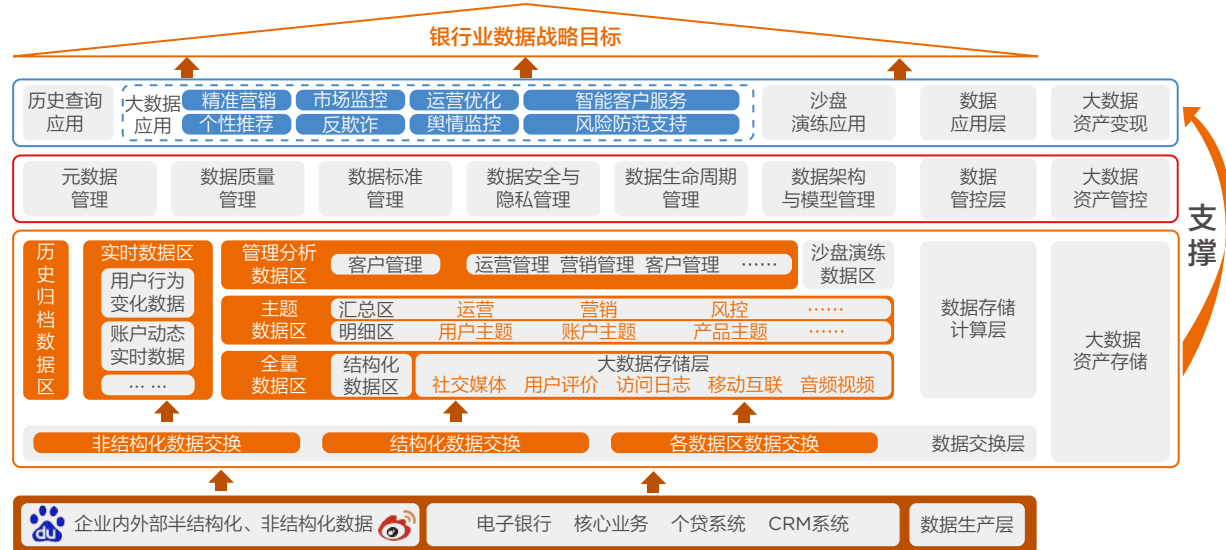 银行业数据战略目标
历史查询
应用
大数据
应用
精准营销
市场监控
运营优化
智能客户服务
个性推荐
反欺诈
舆情监控
风险防范支持
沙盘
演练应用
数据
应用层
大数据
资产变现
元数据
管理
数据质量
管理
数据标准
管理
数据安全与
隐私管理
数据生命周期
管理
数据架构
与模型管理
数据
管控层
大数据
资产管控
支撑
历史归档数据区
实时数据区
用户行为
变化数据
账户动态
实时数据
... ...
管理分析
数据区
客户管理
运营管理 营销管理 客户管理 ……
沙盘演练
数据区
主题
数据区
汇总区 运营 营销 风控 ……
明细区 用户主题 账户主题 产品主题 ……
全量
数据区
结构化
数据区
大数据存储层
社交媒体 用户评价 访问日志 移动互联 音频视频
数据存储
计算层
大数据
资产存储
非结构化数据交换
结构化数据交换
各数据区数据交换
数据交换层
du
企业内外部半结构化、非结构化数据
电子银行 核心业务 个贷系统 CRM系统
数据生产层